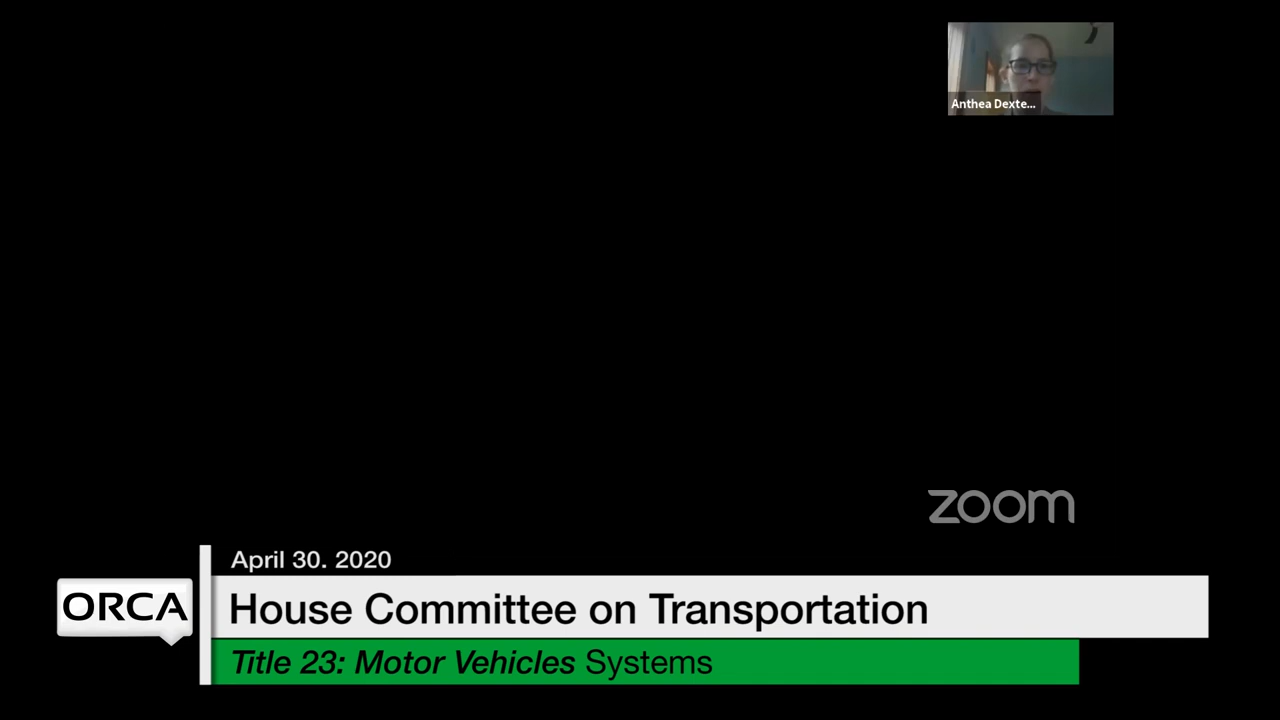 Anthea Dexte...
zoom
April 30. 2020
ORCA
House Committee on Transportation
Title 23: Motor Vehicles Systems